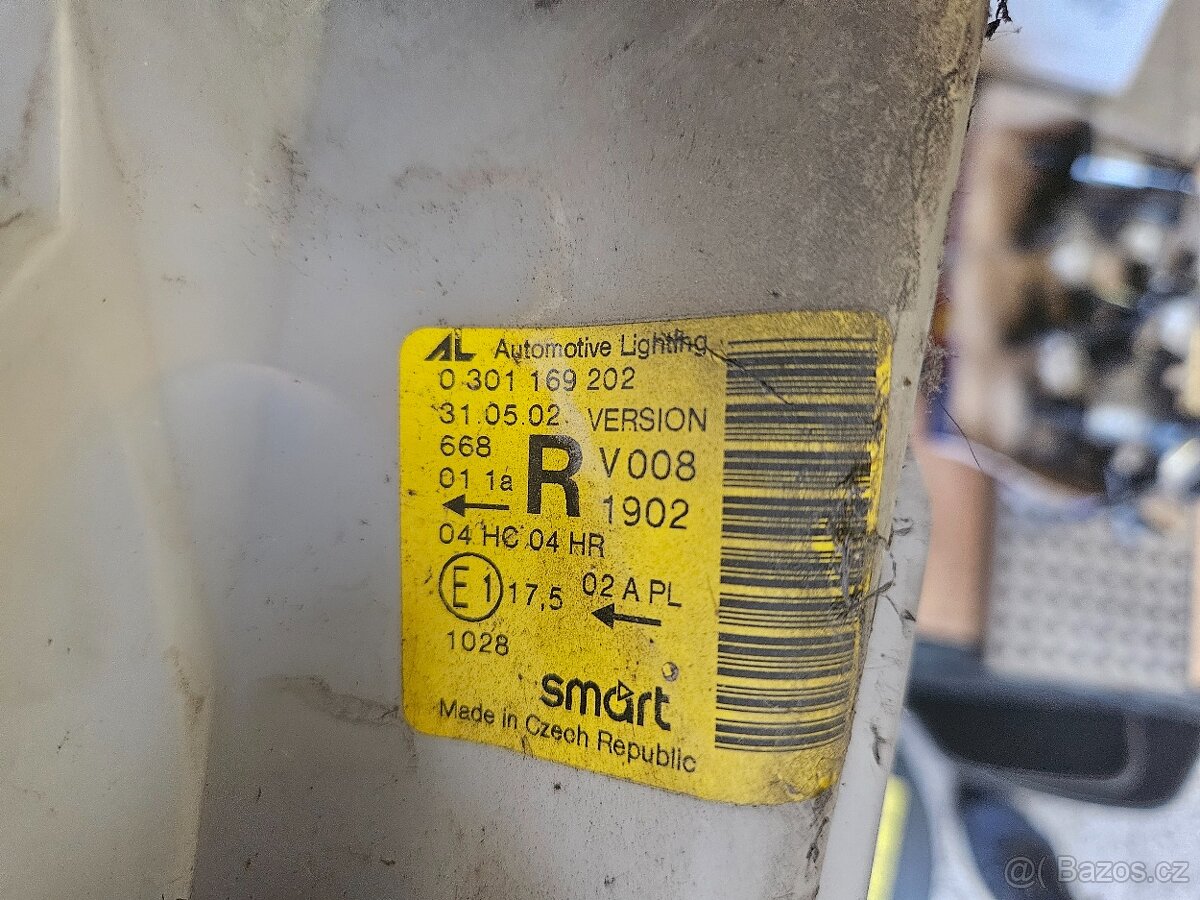 AL Automotive Lighting
0 301 169 202
31.05.02 VERSION
668 R V008
01 1a 1902
04 HC 04 HR
E1 17,5 02 A PL
1028
smart
Made in Czech Republic
@( Bazos.cz